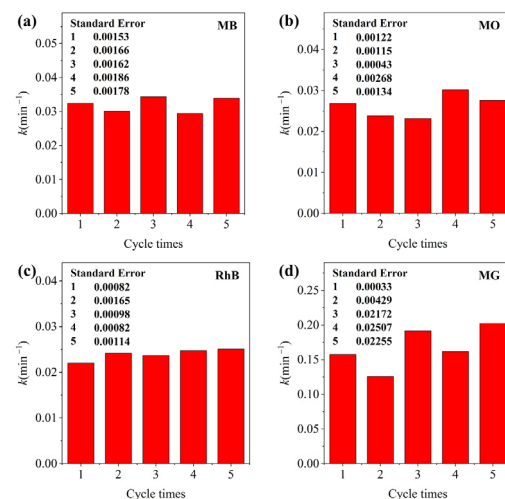 (a)
Standard Error MB
1 0.00153
2 0.00166
3 0.00162
4 0.00186
5 0.00178
0.05
0.04
0.03
0.02
0.01
0.00
k(min⁻¹)
1 2 3 4 5
Cycle times
(b)
Standard Error MO
1 0.00122
2 0.00115
3 0.00043
4 0.00268
5 0.00134
0.04
0.03
0.02
0.01
0.00
k(min⁻¹)
1 2 3 4 5
Cycle times
(c)
Standard Error RhB
1 0.00082
2 0.00165
3 0.00098
4 0.00082
5 0.00114
0.04
0.03
0.02
0.01
0.00
k(min⁻¹)
1 2 3 4 5
Cycle times
(d)
Standard Error MG
1 0.00033
2 0.00429
3 0.02172
4 0.02507
5 0.02255
0.25
0.20
0.15
0.10
0.05
0.00
k(min⁻¹)
1 2 3 4 5
Cycle times